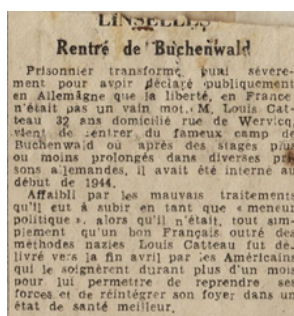 LINSELLES
Rentré de Buchenwald
Prisonnier transformé, puni sévère-
ment pour avoir déclaré publiquement
en Allemagne que la liberté, en France
n'était pas un vain mot, M. Louis Cat-
teau 32 ans domicilié rue de Wervicq,
vient de rentrer du fameux camp de
Buchenwald où après des stages plus
ou moins prolongés dans diverses pri-
sons allemandes, il avait été interné au
début de 1944.
Affaibli par les mauvais traitements
qu'il eut à subir en tant que « meneur
politique », alors qu'il n'était, tout sim-
plement qu'un bon Français outré des
méthodes nazies Louis Catteau fut dé-
livré vers la fin avril par les Américains
qui le soignèrent durant plus d'un mois
pour lui permettre de reprendre ses
forces et de réintégrer son foyer dans un
état de santé meilleur.